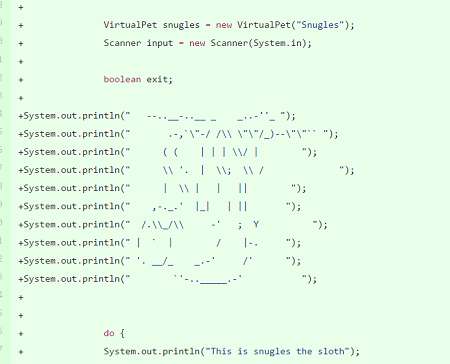 +
+ VirtualPet snugles = new VirtualPet("Snugles");
+ Scanner input = new Scanner(System.in);
+
+ boolean exit;
+
+System.out.println("   --..__-..__ _    _..-''_ ");
+System.out.println("       .-,`\"-/ /\\ \"\"/_)--\"\"`` ");
+System.out.println("      ( (    | | | \\/ |        ");
+System.out.println("      \\ '.  |  \\;  \\ /              ");
+System.out.println("      |  \\ |   |   ||        ");
+System.out.println("    ,-._.'  |_|   | ||       ");
+System.out.println("  /.\\_/\\     -'   ;  Y          ");
+System.out.println(" |  `  |        /    |-.     ");
+System.out.println(" '. __/_    _.-'     /'      ");
+System.out.println("        `'-.._____.-'           ");
+
+
+ do {
+ System.out.println("This is snugles the sloth");